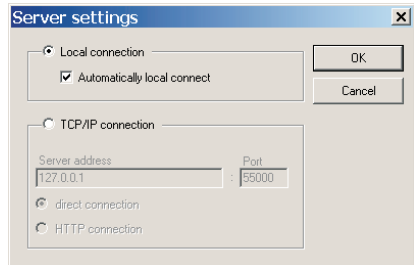 Server settings
Local connection
OK
Automatically local connect
Cancel
TCP/IP connection
Server address Port
127.0.0.1 : 55000
direct connection
HTTP connection